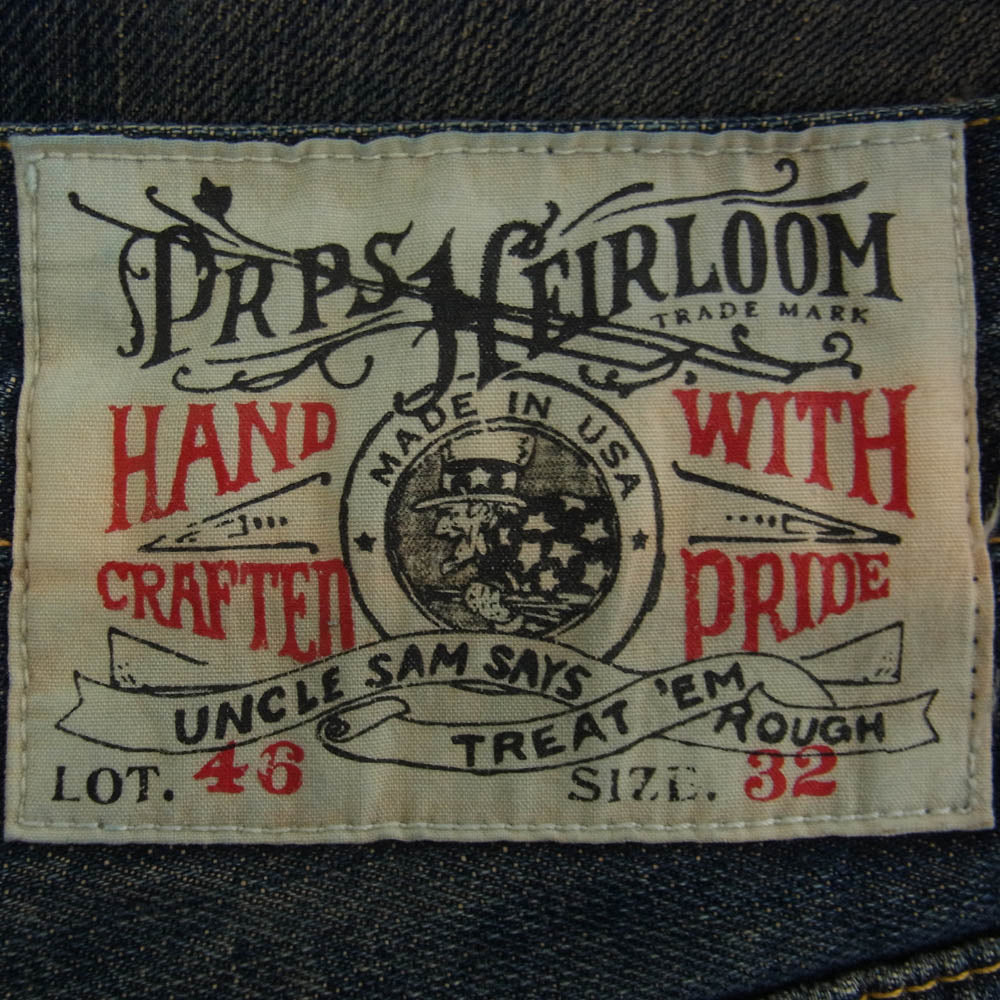 PRPS HEIRLOOM
TRADE MARK
HAND
CRAFTED
MADE IN USA
WITH
PRIDE
UNCLE SAM SAYS
TREAT 'EM
ROUGH
LOT. 46
SIZE. 32